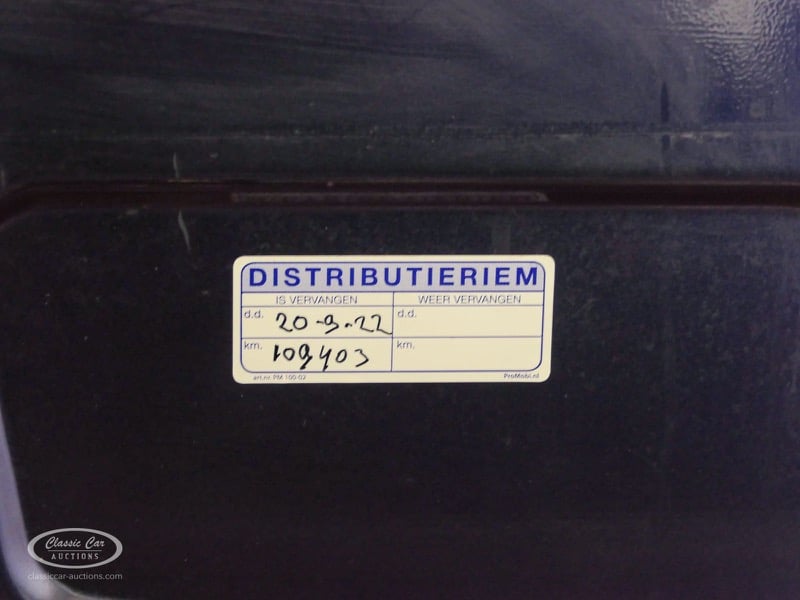 DISTRIBUTIERIEM
IS VERVANGEN WEER VERVANGEN
d.d. 20-9-22 d.d.
km. 109403 km.
art.nr. PM 100-02 ProMobi.nl
Classic Car
AUCTIONS
classiccar-auctions.com